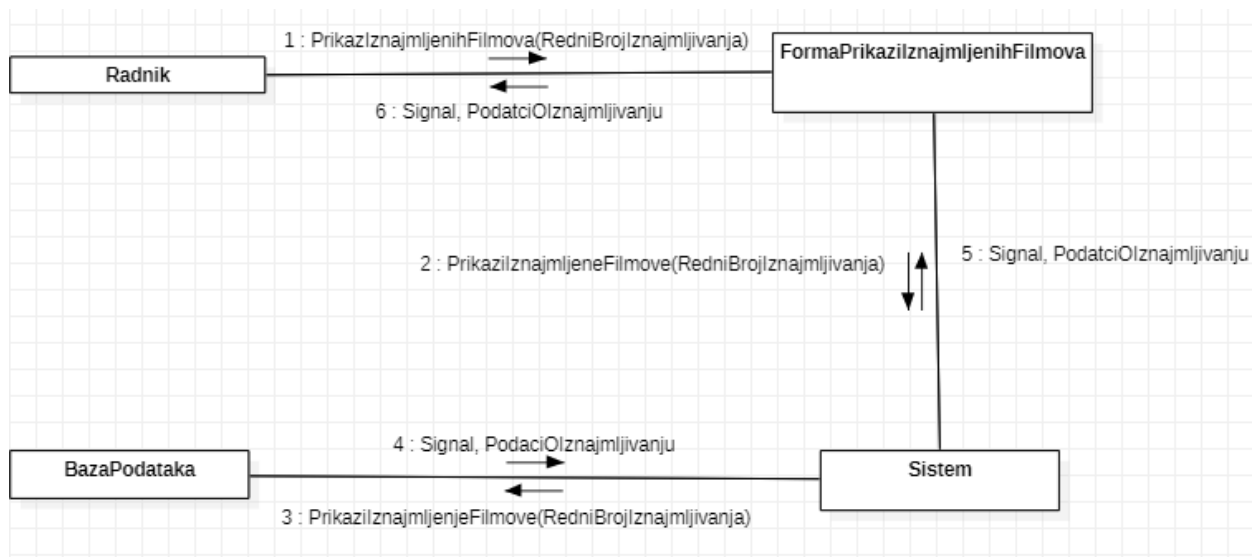 1 : PrikazIznajmljenihFilmova(RedniBrojIznajmljivanja)
FormaPrikaziIznajmljenihFilmova
Radnik
6 : Signal, PodatciOIznajmljivanju
2 : PrikaziIznajmljeneFilmove(RedniBrojIznajmljivanja)
5 : Signal, PodatciOIznajmljivanju
4 : Signal, PodaciOIznajmljivanju
BazaPodataka
Sistem
3 : PrikaziIznajmljenjeFilmove(RedniBrojIznajmljivanja)